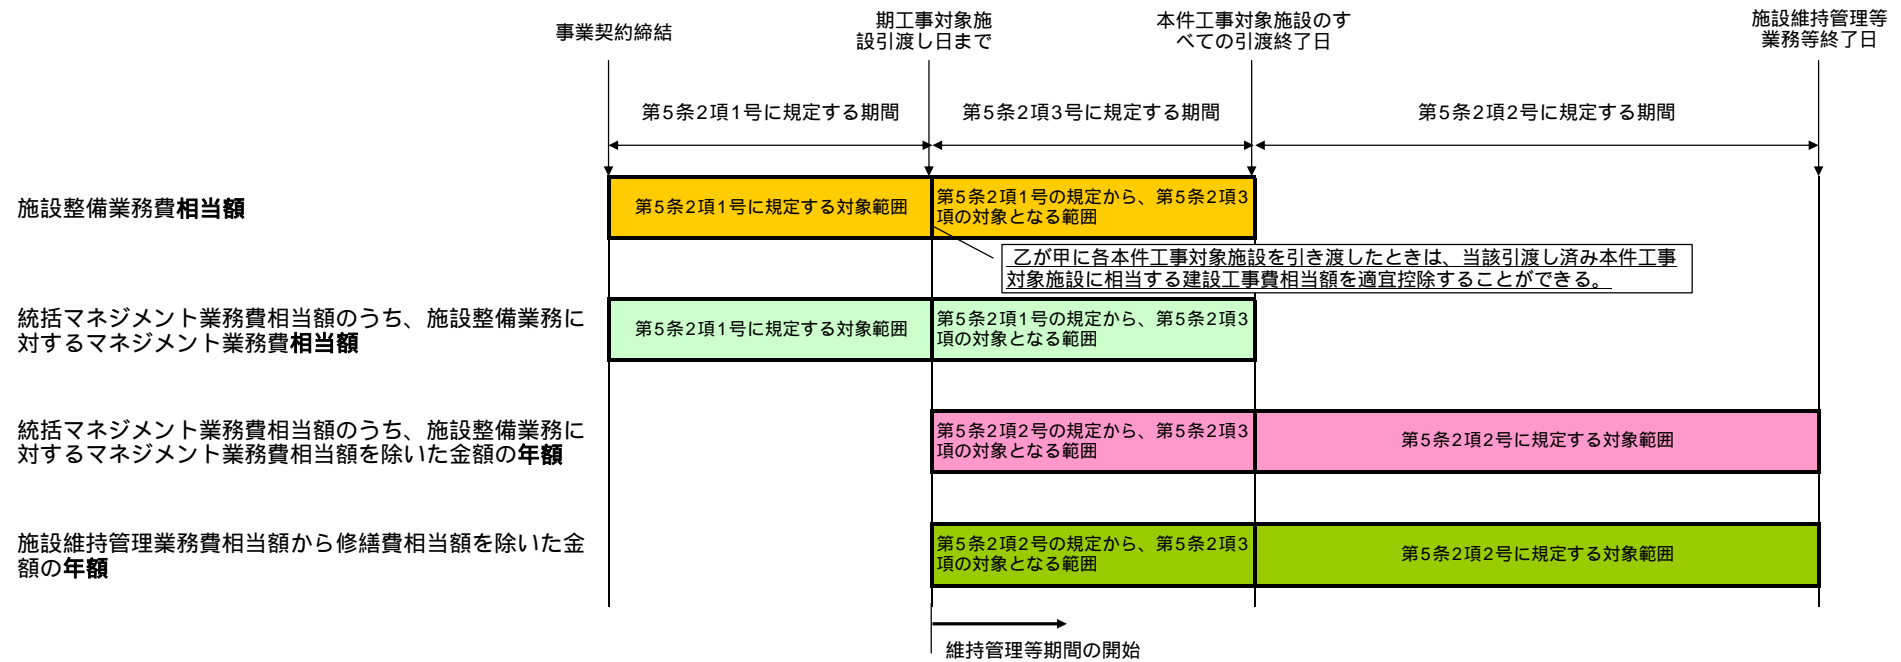 事業契約締結
期工事対象施
設引渡し日まで
本件工事対象施設のす
べての引渡終了日
施設維持管理等
業務等終了日
第5条2項1号に規定する期間
第5条2項3号に規定する期間
第5条2項2号に規定する期間
施設整備業務費相当額
第5条2項1号に規定する対象範囲
第5条2項1号の規定から、第5条2項3
項の対象となる範囲
乙が甲に各本件工事対象施設を引き渡したときは、当該引渡し済み本件工事
対象施設に相当する建設工事費相当額を適宜控除することができる。
統括マネジメント業務費相当額のうち、施設整備業務に
対するマネジメント業務費相当額
第5条2項1号に規定する対象範囲
第5条2項1号の規定から、第5条2項3
項の対象となる範囲
統括マネジメント業務費相当額のうち、施設整備業務に
対するマネジメント業務費相当額を除いた金額の年額
第5条2項2号の規定から、第5条2項3
項の対象となる範囲
第5条2項2号に規定する対象範囲
施設維持管理業務費相当額から修繕費相当額を除いた金
額の年額
第5条2項2号の規定から、第5条2項3
項の対象となる範囲
第5条2項2号に規定する対象範囲
維持管理等期間の開始